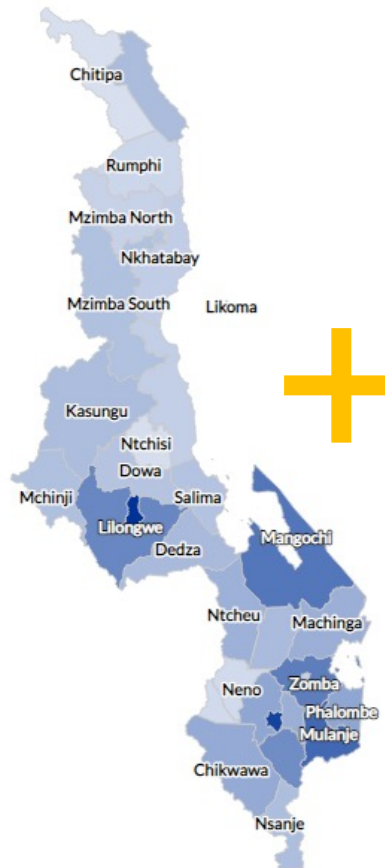 Chitipa
Rumphi
Mzimba North
Nkhatabay
Mzimba South
Likoma
Kasungu
Ntchisi
Dowa
Mchinji
Salima
Lilongwe
Dedza
Mangochi
Ntcheu
Machinga
Zomba
Neno
Phalombe
Mulanje
Chikwawa
Nsanje